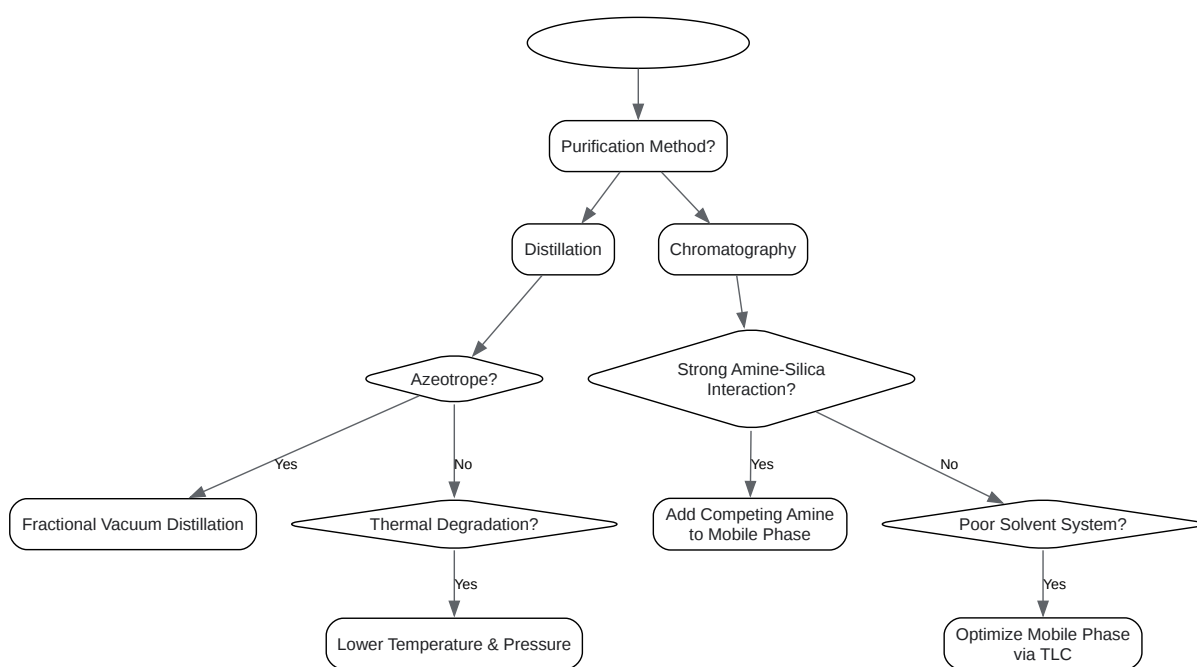 Purification Method?
Distillation
Chromatography
Azeotrope?
Strong Amine-Silica
Interaction?
Yes
No
Yes
No
Fractional Vacuum Distillation
Thermal Degradation?
Add Competing Amine
to Mobile Phase
Poor Solvent System?
Yes
Yes
Lower Temperature & Pressure
Optimize Mobile Phase
via TLC